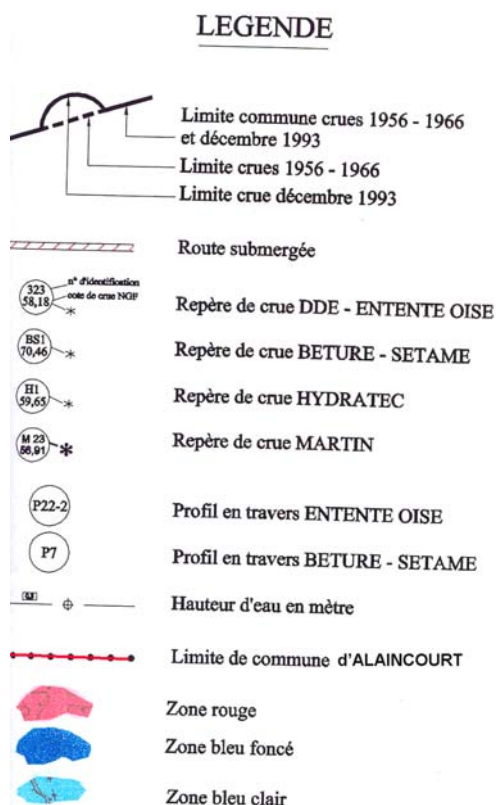 LEGENDE
Limite commune crues 1956 - 1966
et décembre 1993
Limite crues 1956 - 1966
Limite crue décembre 1993
Route submergée
n° d'identification
323
cote de crue NGF
58,18
Repère de crue DDE - ENTENTE OISE
BS1
70,46
Repère de crue BETURE - SETAME
H1
59,65
Repère de crue HYDRATEC
M 23
56,91
Repère de crue MARTIN
P22-2
Profil en travers ENTENTE OISE
P7
Profil en travers BETURE - SETAME
Hauteur d'eau en mètre
Limite de commune d'ALAINCOURT
Zone rouge
Zone bleu foncé
Zone bleu clair